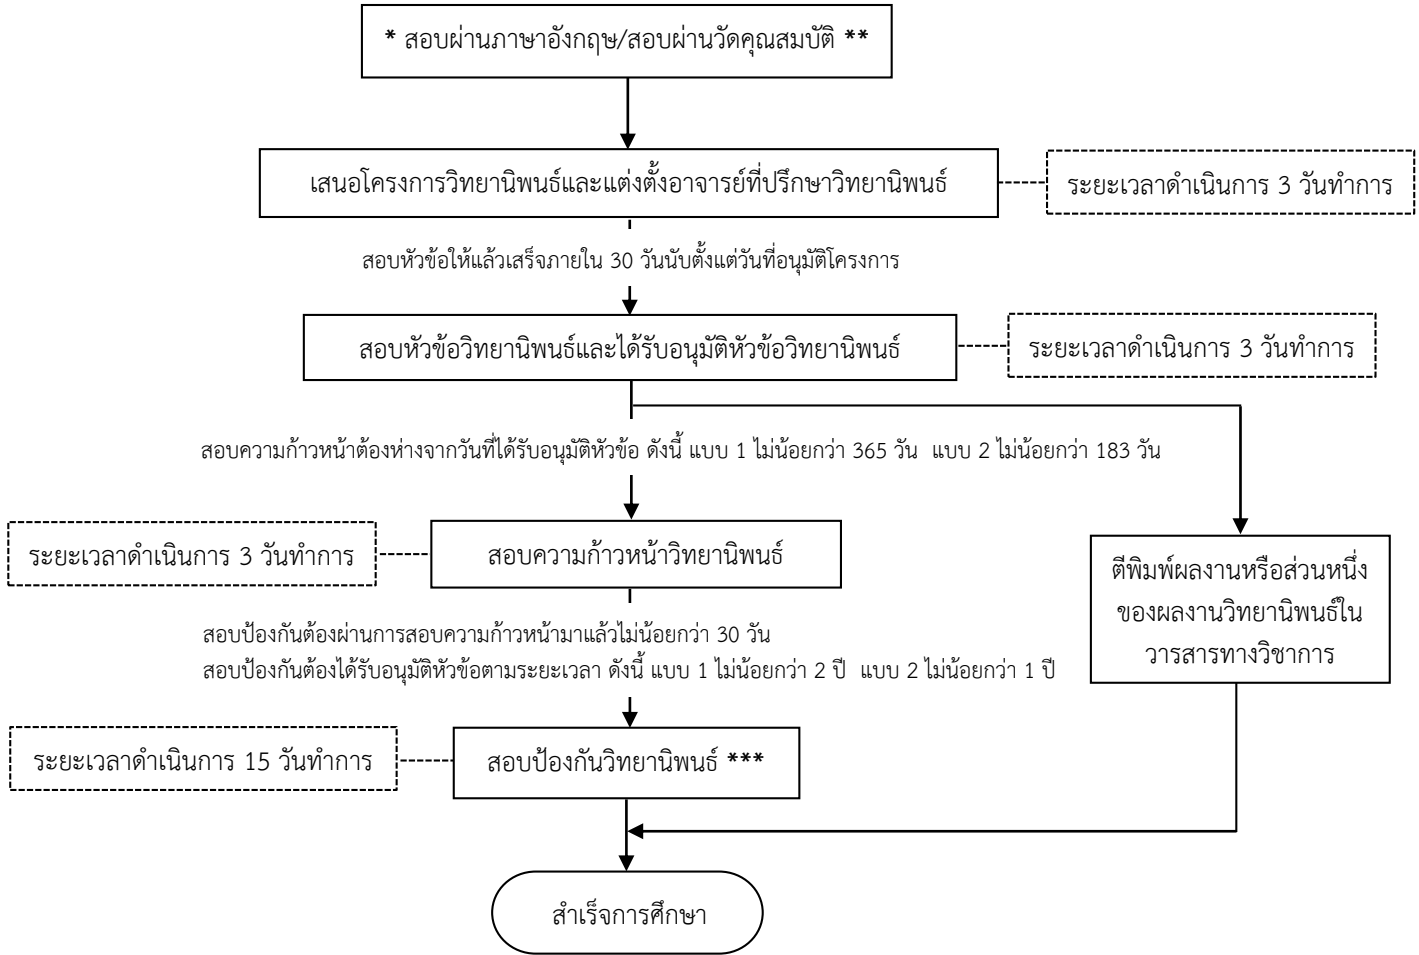 * สอบผ่านภาษาอังกฤษ/สอบผ่านวัดคุณสมบัติ **
เสนอโครงการวิทยานิพนธ์และแต่งตั้งอาจารย์ที่ปรึกษาวิทยานิพนธ์
ระยะเวลาดำเนินการ 3 วันทำการ
สอบหัวข้อให้แล้วเสร็จภายใน 30 วันนับตั้งแต่วันที่อนุมัติโครงการ
สอบหัวข้อวิทยานิพนธ์และได้รับอนุมัติหัวข้อวิทยานิพนธ์
ระยะเวลาดำเนินการ 3 วันทำการ
สอบความก้าวหน้าต้องห่างจากวันที่ได้รับอนุมัติหัวข้อ ดังนี้ แบบ 1 ไม่น้อยกว่า 365 วัน แบบ 2 ไม่น้อยกว่า 183 วัน
ระยะเวลาดำเนินการ 3 วันทำการ
สอบความก้าวหน้าวิทยานิพนธ์
ตีพิมพ์ผลงานหรือส่วนหนึ่ง
ของผลงานวิทยานิพนธ์ใน
วารสารทางวิชาการ
สอบป้องกันต้องผ่านการสอบความก้าวหน้ามาแล้วไม่น้อยกว่า 30 วัน
สอบป้องกันต้องได้รับอนุมัติหัวข้อตามระยะเวลา ดังนี้ แบบ 1 ไม่น้อยกว่า 2 ปี แบบ 2 ไม่น้อยกว่า 1 ปี
ระยะเวลาดำเนินการ 15 วันทำการ
สอบป้องกันวิทยานิพนธ์ ***
สำเร็จการศึกษา